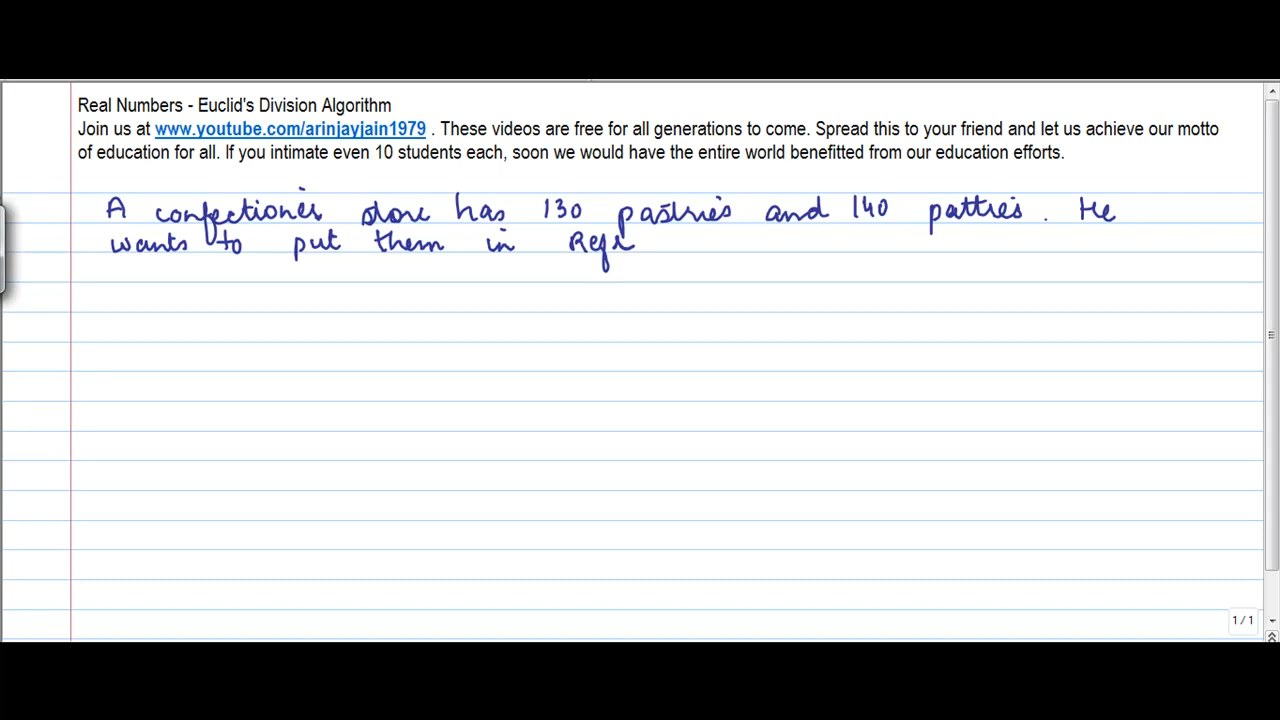 Real Numbers - Euclid's Division Algorithm
Join us at www.youtube.com/arinjayjain1979 . These videos are free for all generations to come. Spread this to your friend and let us achieve our motto
of education for all. If you intimate even 10 students each, soon we would have the entire world benefitted from our education efforts.
A confectioner store has 130 pastries and 140 patties . He
wants to put them in Refr
1 / 1